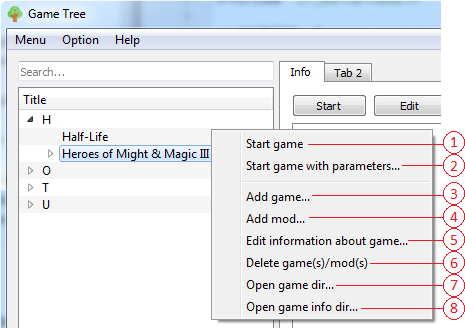 Game Tree
Menu Option Help
Search...
Info Tab 2
Title
Start Edit
H
Half-Life
Heroes of Might & Magic III
O
T
U
Start game 1
Start game with parameters... 2
Add game... 3
Add mod... 4
Edit information about game... 5
Delete game(s)/mod(s) 6
Open game dir... 7
Open game info dir... 8